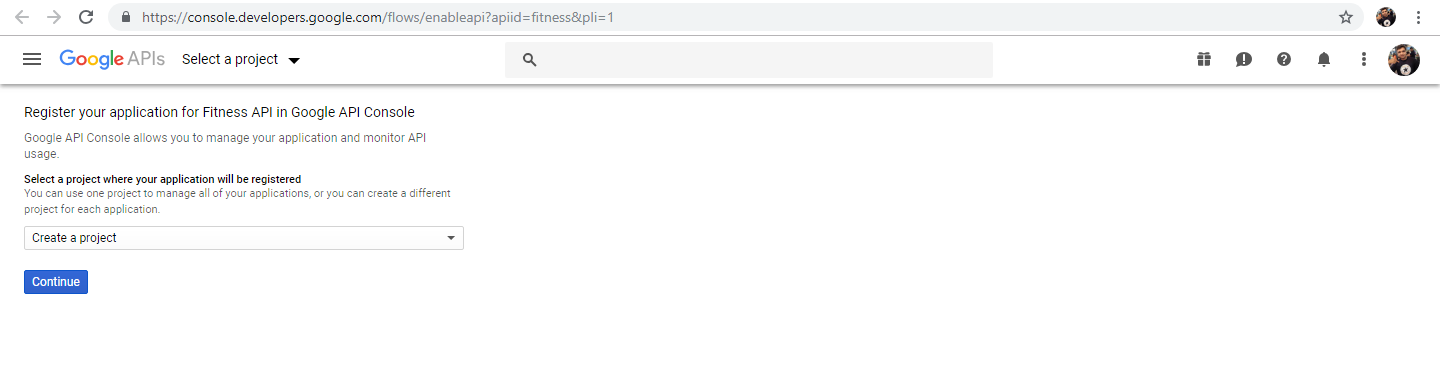 https://console.developers.google.com/flows/enableapi?apiid=fitness&pli=1
Google APIs Select a project
Register your application for Fitness API in Google API Console
Google API Console allows you to manage your application and monitor API
usage.
Select a project where your application will be registered
You can use one project to manage all of your applications, or you can create a different
project for each application.
Create a project
Continue